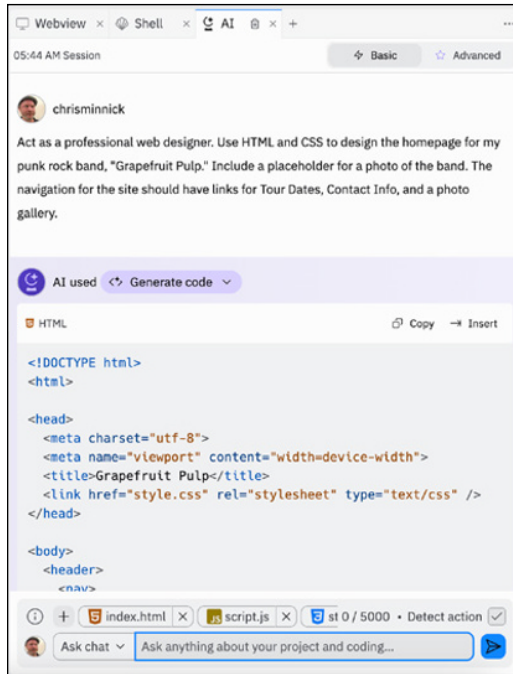 Webview × Shell × AI × +
05:44 AM Session Basic Advanced
chrisminnick
Act as a professional web designer. Use HTML and CSS to design the homepage for my
punk rock band, "Grapefruit Pulp." Include a placeholder for a photo of the band. The
navigation for the site should have links for Tour Dates, Contact Info, and a photo
gallery.
AI used Generate code
HTML Copy Insert
<!DOCTYPE html>
<html>
<head>
<meta charset="utf-8">
<meta name="viewport" content="width=device-width">
<title>Grapefruit Pulp</title>
<link href="style.css" rel="stylesheet" type="text/css" />
</head>
<body>
<header>
<nav>
+ index.html × script.js × st 0 / 5000 • Detect action
Ask chat Ask anything about your project and coding...